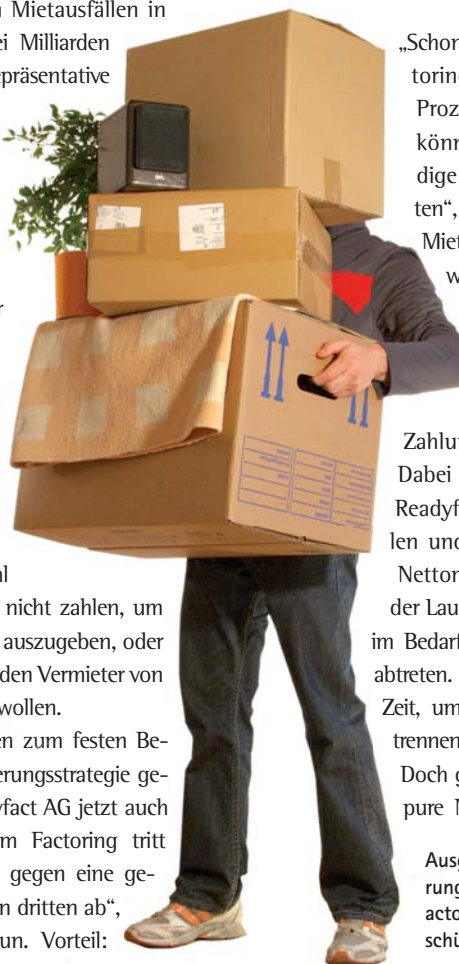 n Mietausfällen in
ei Milliarden
epräsentative
r
hl
nicht zahlen, um
auszugeben, oder
den Vermieter von
wollen.
en zum festen Be-
erungsstrategie ge-
yfact AG jetzt auch
m Factoring tritt
gegen eine ge-
n dritten ab“,
un. Vorteil:
„Schon
torin
Proz
könn
dige
ten“,
Miet
w
Zahlu
Dabei
Readyf
len und
Netto
der Lau
im Bedarf
abtreten.
Zeit, um
trennen
Doch g
pure
Ausg
rung
acto
schü